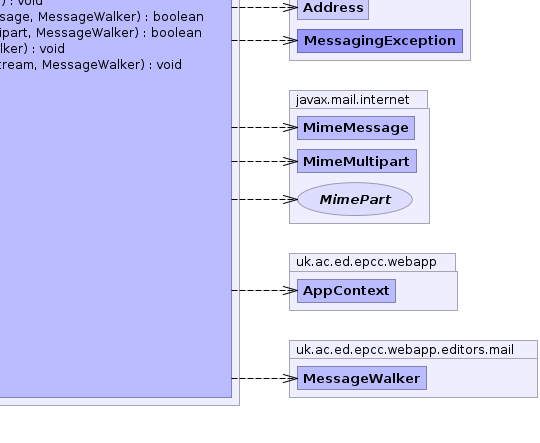 ) : void
sage, MessageWalker) : boolean
ipart, MessageWalker) : boolean
lker) : void
tream, MessageWalker) : void
Address
MessagingException
javax.mail.internet
MimeMessage
MimeMultipart
MimePart
uk.ac.ed.epcc.webapp
AppContext
uk.ac.ed.epcc.webapp.editors.mail
MessageWalker